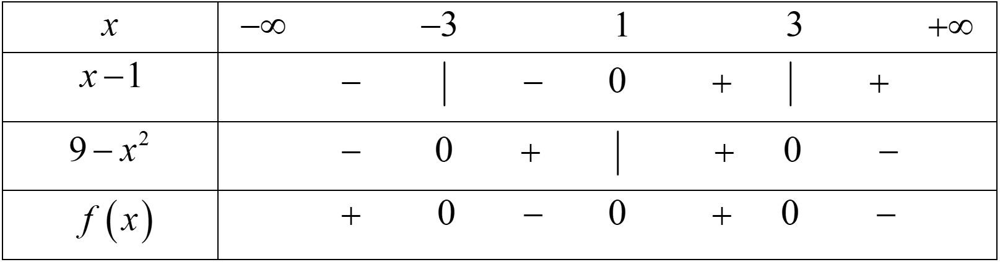 x −∞ −3 1 3 +∞
x−1 − | − 0 + | +
9−x² − 0 + | + 0 −
f(x) + 0 − 0 + 0 −